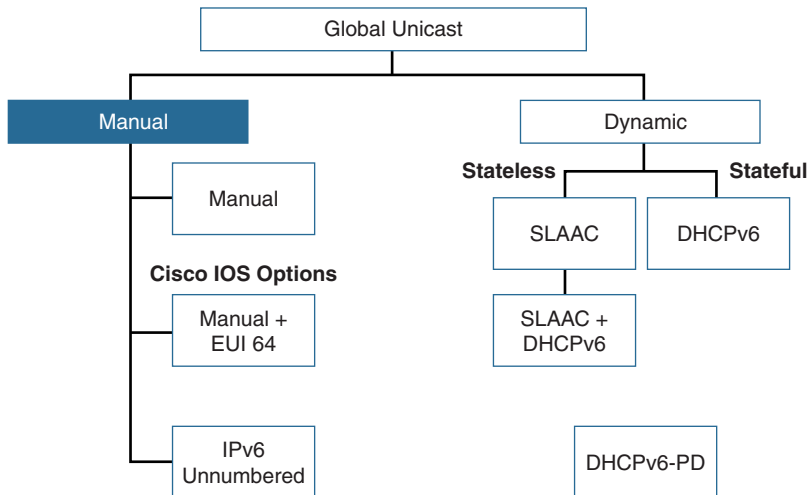 Global Unicast
Manual
Dynamic
Stateless
Stateful
Manual
SLAAC
DHCPv6
Cisco IOS Options
Manual +
EUI 64
SLAAC +
DHCPv6
IPv6
Unnumbered
DHCPv6-PD